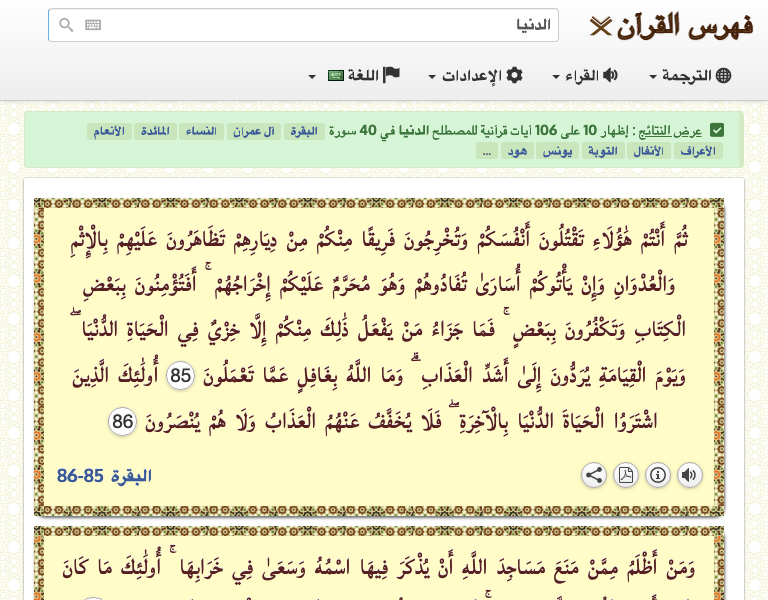 فهرس القرآن
الدنيا
الترجمة القراء الإعدادات اللغة
عرض النتائج : إظهار 10 على 106 آيات قرآنية للمصطلح الدنيا في 40 سورة البقرة آل عمران النساء المائدة الأنعام
الأعراف الأنفال التوبة يونس هود ...
ثُمَّ أَنْتُمْ هَٰؤُلَاءِ تَقْتُلُونَ أَنْفُسَكُمْ وَتُخْرِجُونَ فَرِيقًا مِنْكُمْ مِنْ دِيَارِهِمْ تَظَاهَرُونَ عَلَيْهِمْ بِالْإِثْمِ
وَالْعُدْوَانِ وَإِنْ يَأْتُوكُمْ أُسَارَىٰ تُفَادُوهُمْ وَهُوَ مُحَرَّمٌ عَلَيْكُمْ إِخْرَاجُهُمْ ۚ أَفَتُؤْمِنُونَ بِبَعْضِ
الْكِتَابِ وَتَكْفُرُونَ بِبَعْضٍ ۚ فَمَا جَزَاءُ مَنْ يَفْعَلُ ذَٰلِكَ مِنْكُمْ إِلَّا خِزْيٌ فِي الْحَيَاةِ الدُّنْيَا ۖ
وَيَوْمَ الْقِيَامَةِ يُرَدُّونَ إِلَىٰ أَشَدِّ الْعَذَابِ ۗ وَمَا اللَّهُ بِغَافِلٍ عَمَّا تَعْمَلُونَ 85 أُولَٰئِكَ الَّذِينَ
اشْتَرَوُا الْحَيَاةَ الدُّنْيَا بِالْآخِرَةِ ۖ فَلَا يُخَفَّفُ عَنْهُمُ الْعَذَابُ وَلَا هُمْ يُنْصَرُونَ 86
البقرة 85-86
وَمَنْ أَظْلَمُ مِمَّنْ مَنَعَ مَسَاجِدَ اللَّهِ أَنْ يُذْكَرَ فِيهَا اسْمُهُ وَسَعَىٰ فِي خَرَابِهَا ۚ أُولَٰئِكَ مَا كَانَ